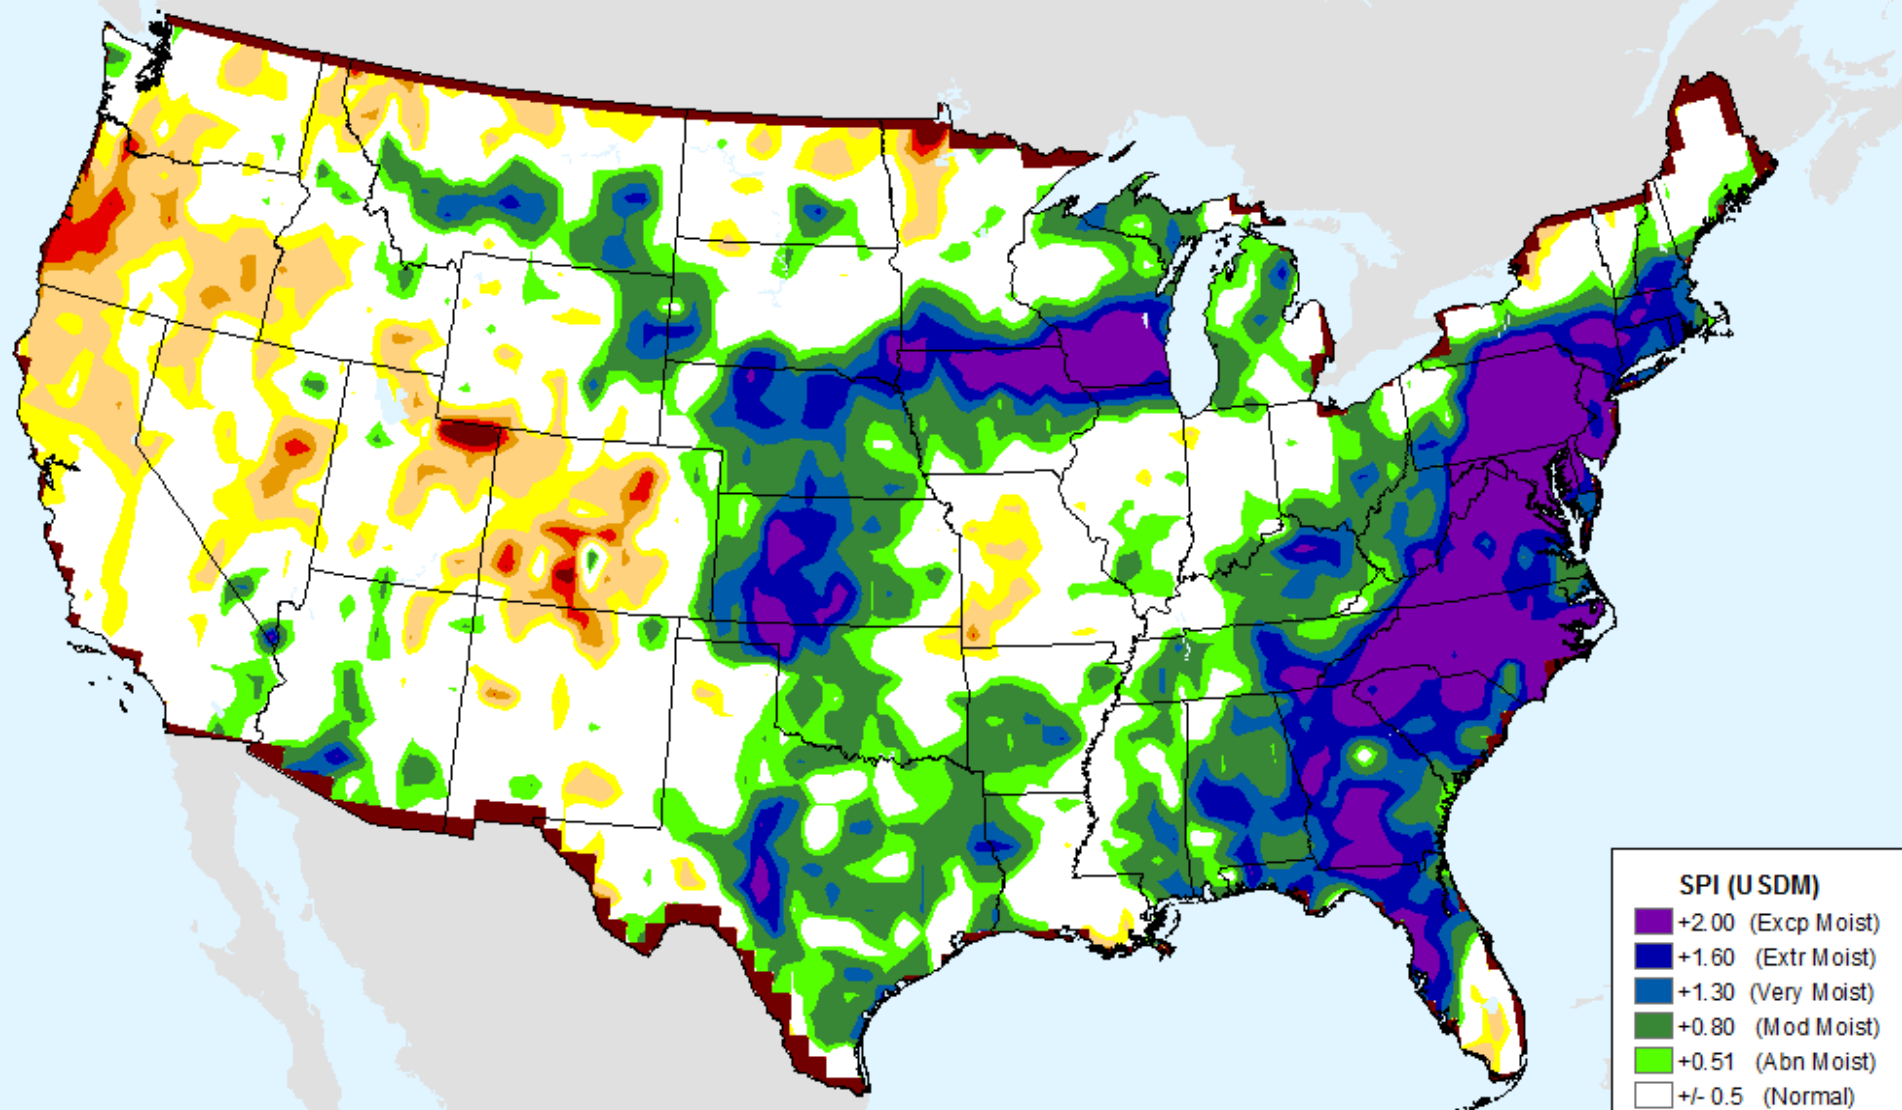 SPI (USDM)
+2.00 (Excp Moist)
+1.60 (Extr Moist)
+1.30 (Very Moist)
+0.80 (Mod Moist)
+0.51 (Abn Moist)
+/- 0.5 (Normal)